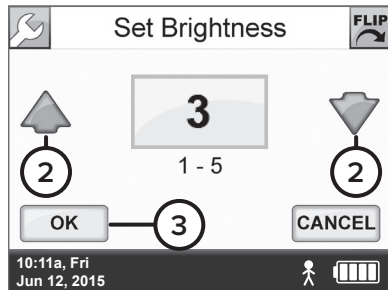 Set Brightness
FLIP
3
1 - 5
2
2
OK
3
CANCEL
10:11a, Fri
Jun 12, 2015